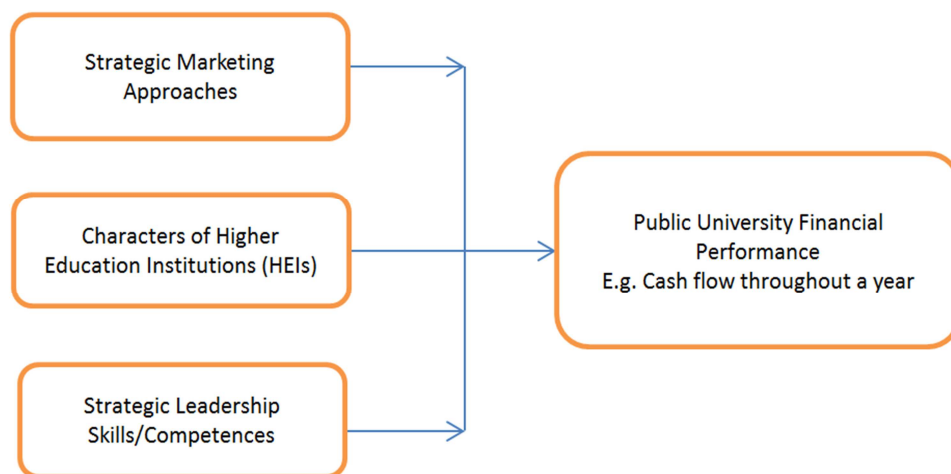 Strategic Marketing
Approaches
Characters of Higher
Education Institutions (HEIs)
Strategic Leadership
Skills/Competences
Public University Financial
Performance
E.g. Cash flow throughout a year